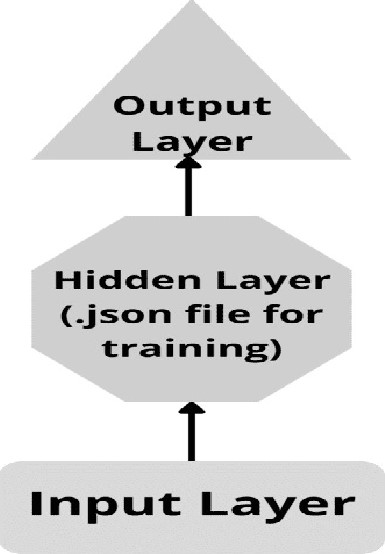 Output
Layer
Hidden Layer
(.json file for
training)
Input Layer